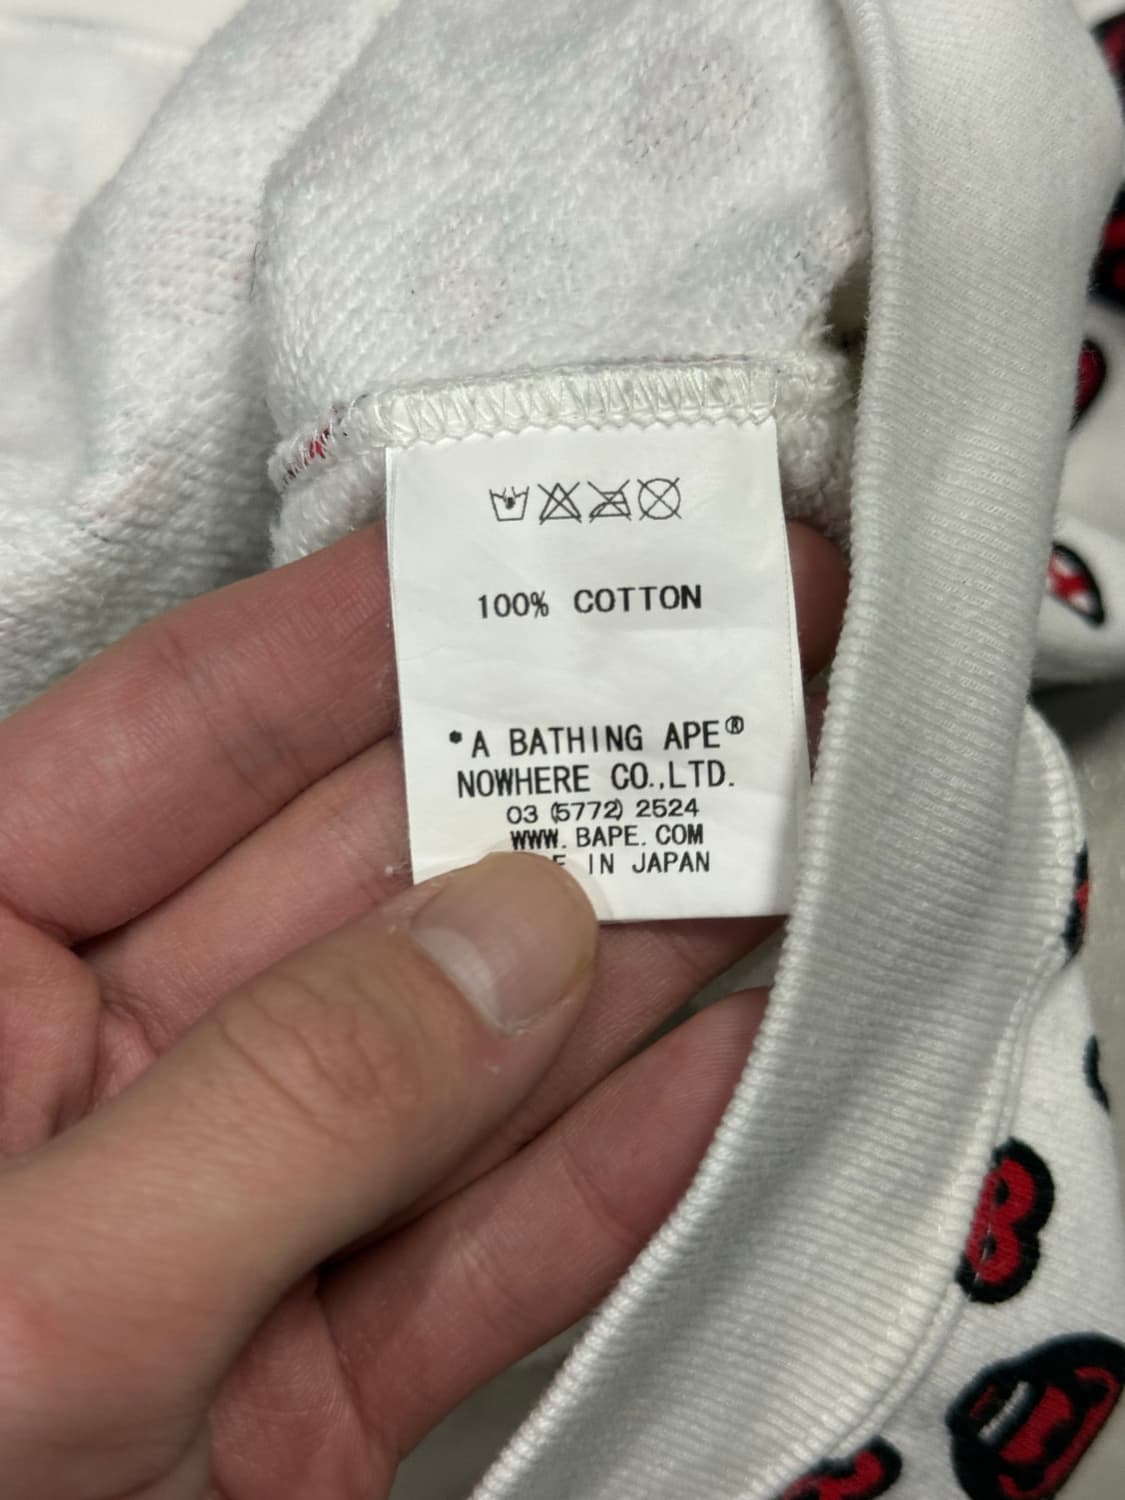 100% COTTON
*A BATHING APE®
NOWHERE CO.,LTD.
03 (5772) 2524
WWW. BAPE. COM
IN JAPAN
B